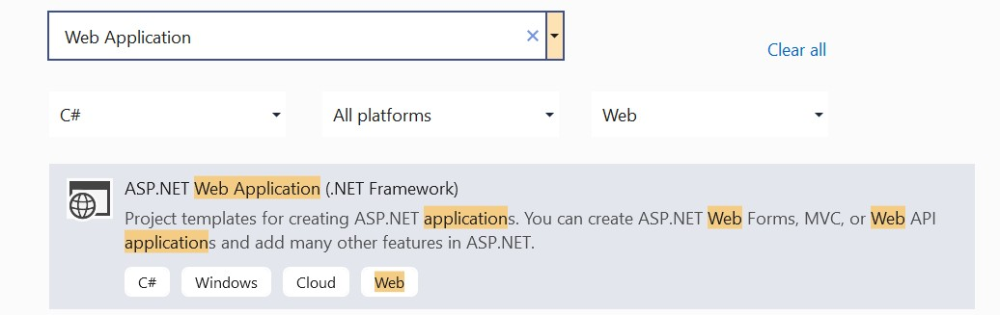 Web Application
Clear all
C#
All platforms
Web
ASP.NET Web Application (.NET Framework)
Project templates for creating ASP.NET applications. You can create ASP.NET Web Forms, MVC, or Web API
applications and add many other features in ASP.NET.
C#
Windows
Cloud
Web